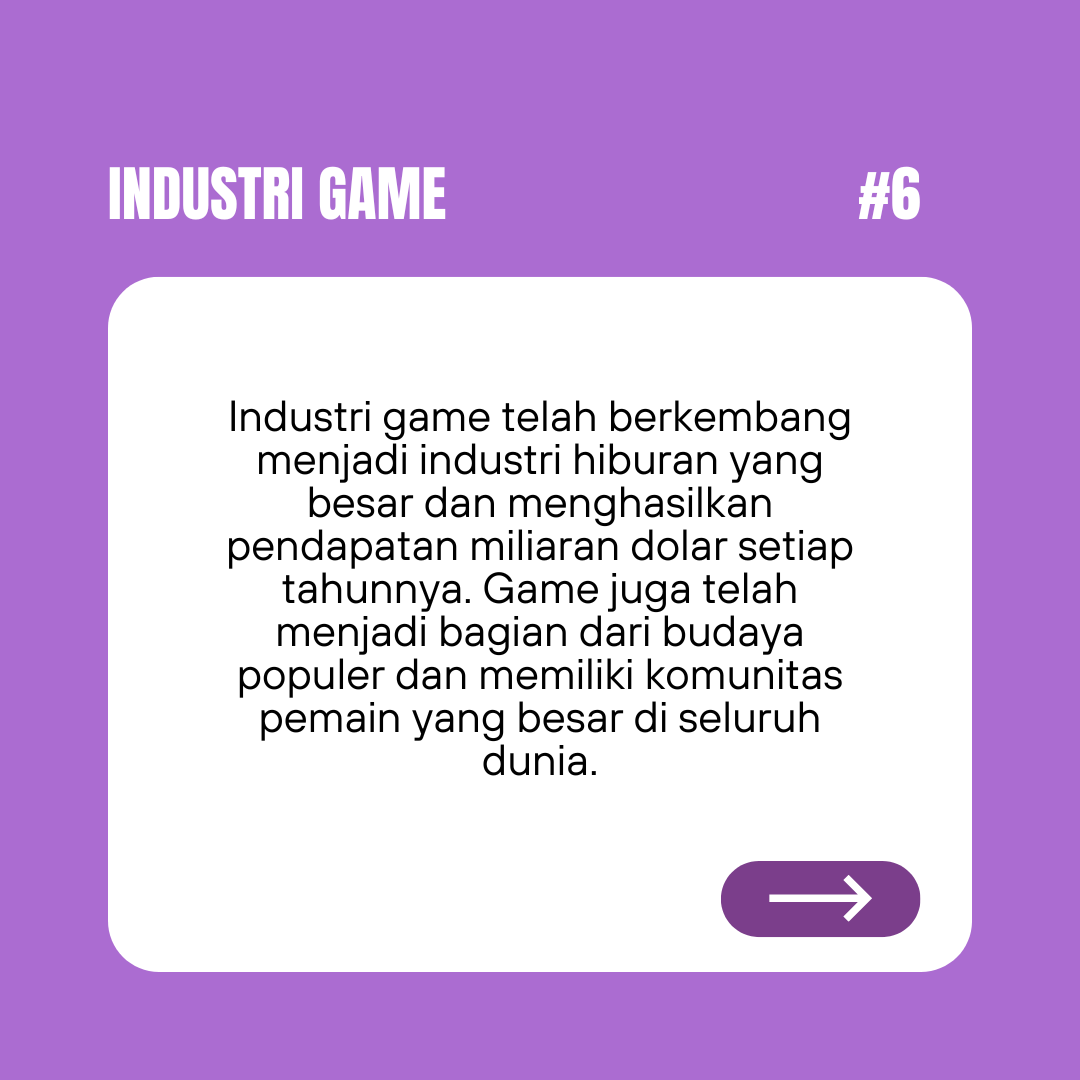 INDUSTRI GAME
#6
Industri game telah berkembang
menjadi industri hiburan yang
besar dan menghasilkan
pendapatan miliaran dolar setiap
tahunnya. Game juga telah
menjadi bagian dari budaya
populer dan memiliki komunitas
pemain yang besar di seluruh
dunia.